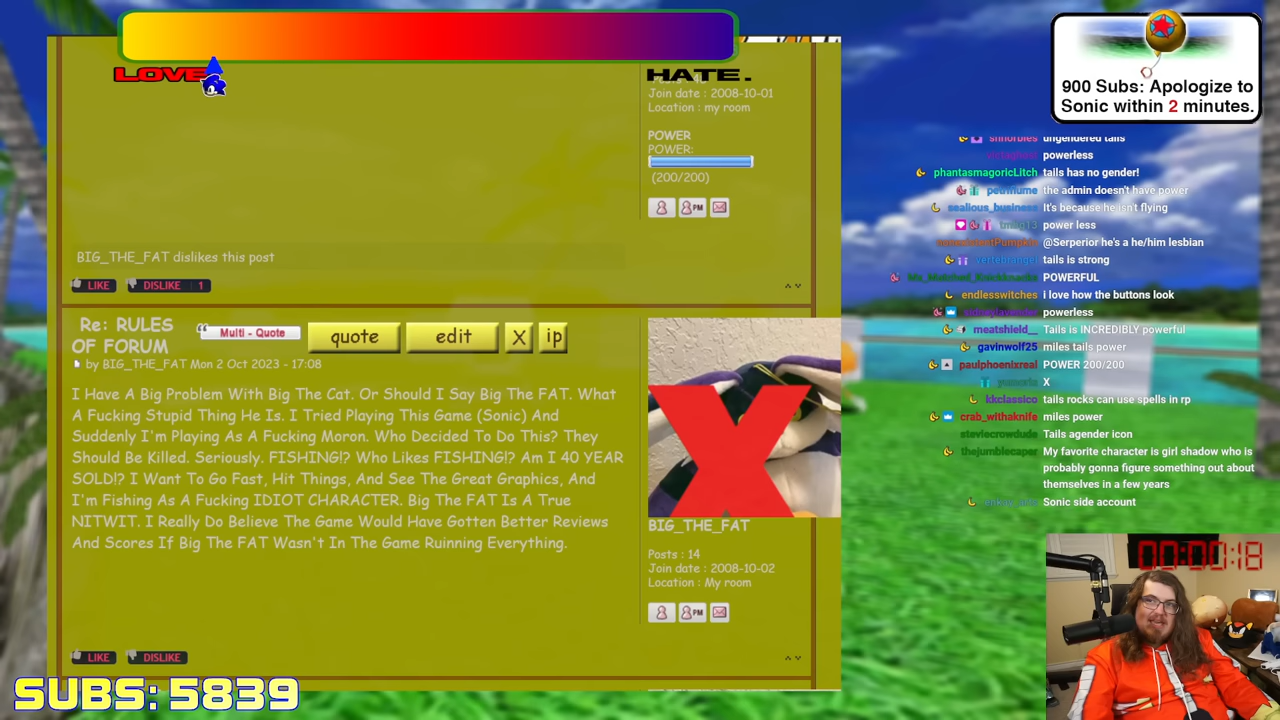 LOVE
HATE.
Join date : 2008-10-01
Location : my room
POWER
POWER:
(200/200)
PM
BIG_THE_FAT dislikes this post
LIKE
DISLIKE 1
Re: RULES
OF FORUM
Multi - Quote
quote
edit
X
ip
by BIG_THE_FAT Mon 2 Oct 2023 - 17:08
I Have A Big Problem With Big The Cat. Or Should I Say Big The FAT. What
A Fucking Stupid Thing He Is. I Tried Playing This Game (Sonic) And
Suddenly I'm Playing As A Fucking Moron. Who Decided To Do This? They
Should Be Killed. Seriously. FISHING!? Who Likes FISHING!? Am I 40 YEAR
SOLD!? I Want To Go Fast, Hit Things, And See The Great Graphics, And
I'm Fishing As A Fucking IDIOT CHARACTER. Big The FAT Is A True
NITWIT. I Really Do Believe The Game Would Have Gotten Better Reviews
And Scores If Big The FAT Wasn't In The Game Ruinning Everything.
BIG_THE_FAT
Posts : 14
Join date : 2008-10-02
Location : My room
PM
LIKE
DISLIKE
SUBS: 5839
900 Subs: Apologize to
Sonic within 2 minutes.
ungendered tails
powerless
phantasmagoricLitch tails has no gender!
petriflume the admin doesn't have power
sealious_business It's because he isn't flying
power less
@Serperior he's a he/him lesbian
vertebrangel tails is strong
POWERFUL
endlesswitches i love how the buttons look
powerless
meatshield__ Tails is INCREDIBLY powerful
gavinwolf25 miles tails power
paulphoenixreal POWER 200/200
X
kkclassico tails rocks can use spells in rp
crab_withaknife miles power
steviecrowdude Tails agender icon
thejumblecaper My favorite character is girl shadow who is
probably gonna figure something out about
themselves in a few years
Sonic side account
00:00:18